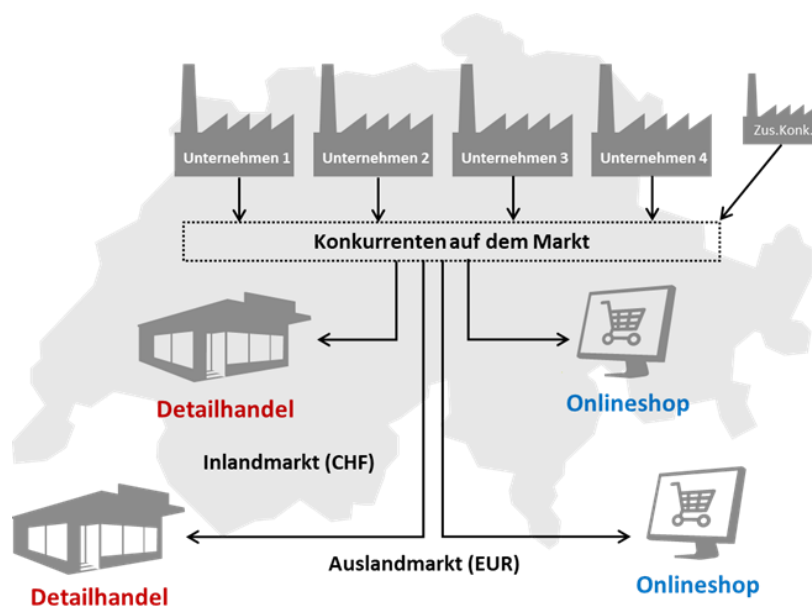 Unternehmen 1
Unternehmen 2
Unternehmen 3
Unternehmen 4
Zus.Konk.
Konkurrenten auf dem Markt
Detailhandel
Onlineshop
Inlandmarkt (CHF)
Auslandmarkt (EUR)
Detailhandel
Onlineshop